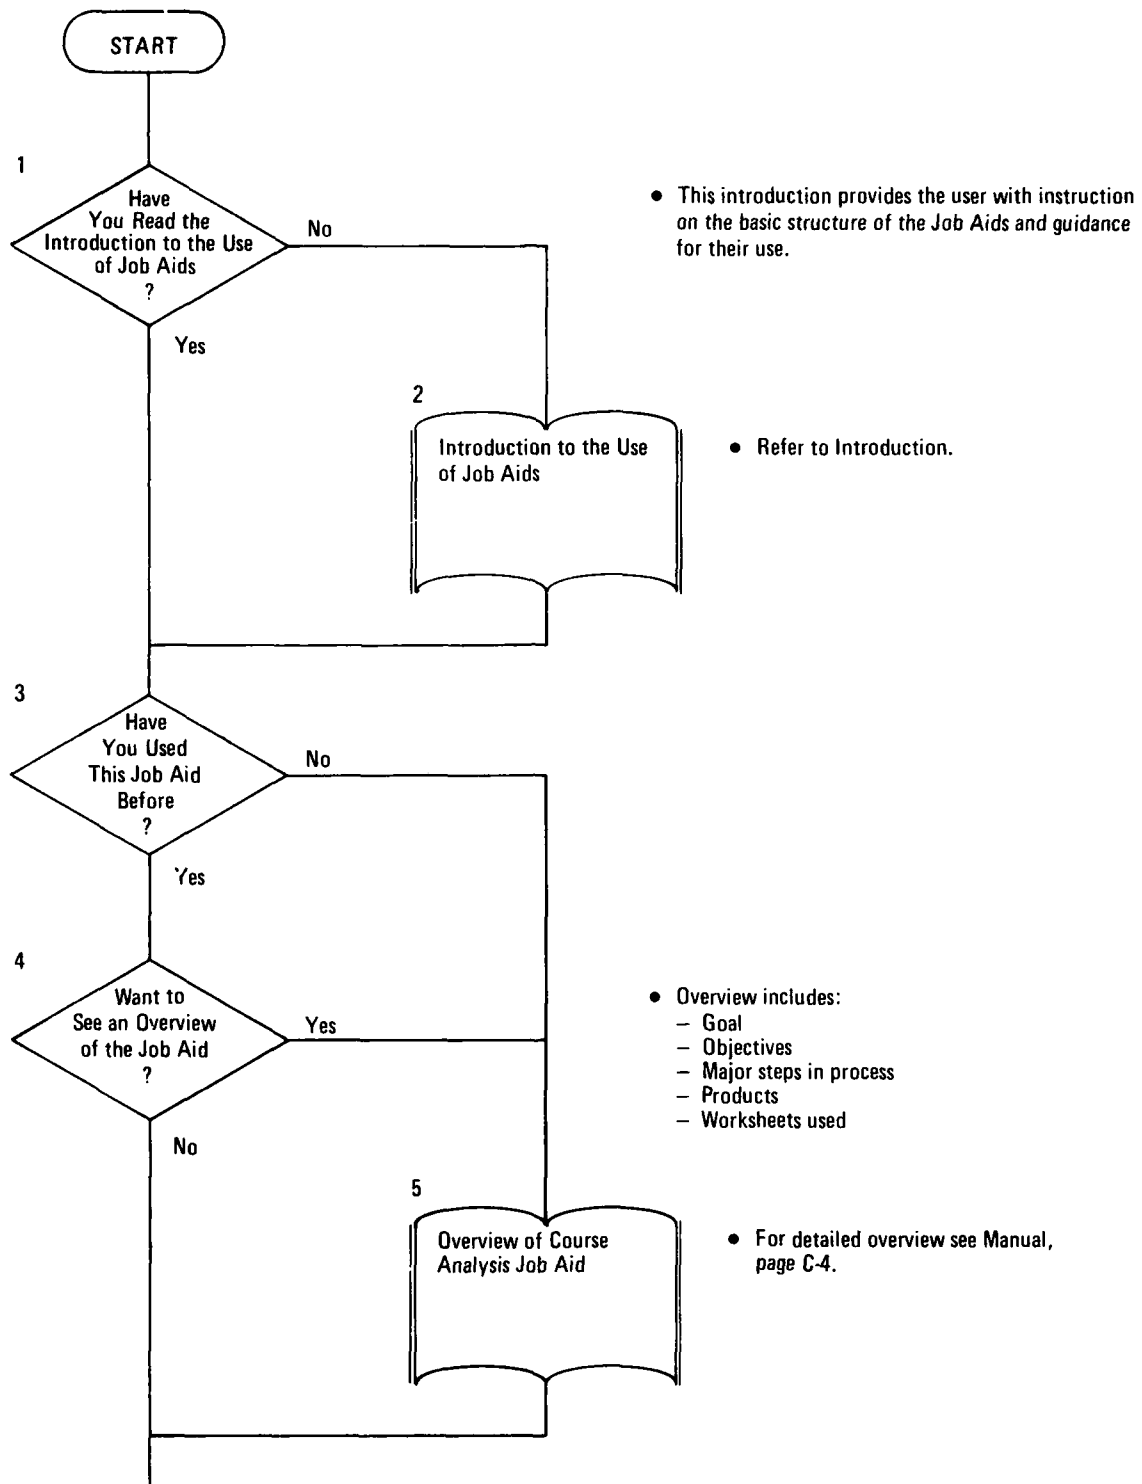 START
1
Have
You Read the
Introduction to the Use
of Job Aids
?
No
Yes
• This introduction provides the user with instruction
on the basic structure of the Job Aids and guidance
for their use.
2
Introduction to the Use
of Job Aids
• Refer to Introduction.
3
Have
You Used
This Job Aid
Before
?
No
Yes
4
Want to
See an Overview
of the Job Aid
?
Yes
No
• Overview includes:
– Goal
– Objectives
– Major steps in process
– Products
– Worksheets used
5
Overview of Course
Analysis Job Aid
• For detailed overview see Manual,
page C-4.